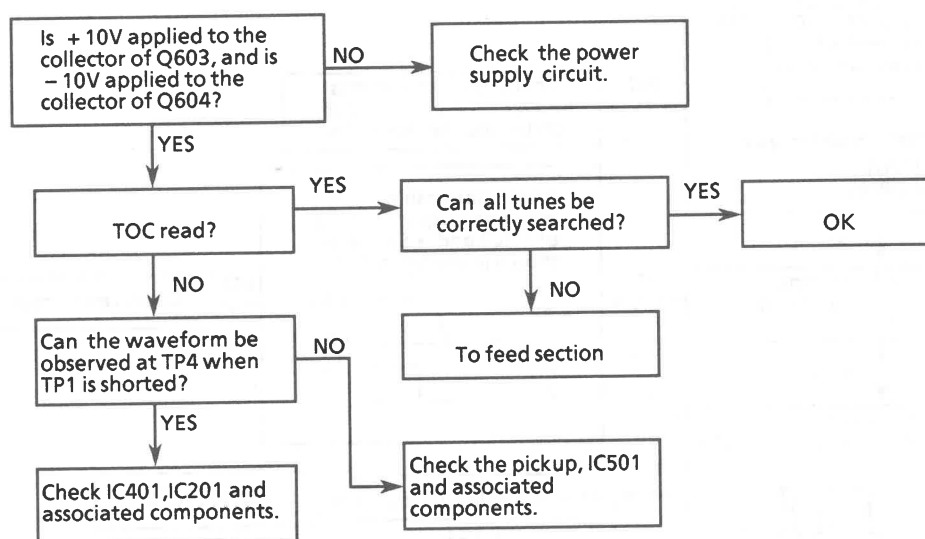 Is + 10V applied to the
collector of Q603, and is
– 10V applied to the
collector of Q604?
NO
Check the power
supply circuit.
YES
TOC read?
YES
Can all tunes be
correctly searched?
YES
OK
NO
NO
Can the waveform be
observed at TP4 when
TP1 is shorted?
NO
To feed section
YES
Check IC401,IC201 and
associated components.
Check the pickup, IC501
and associated
components.